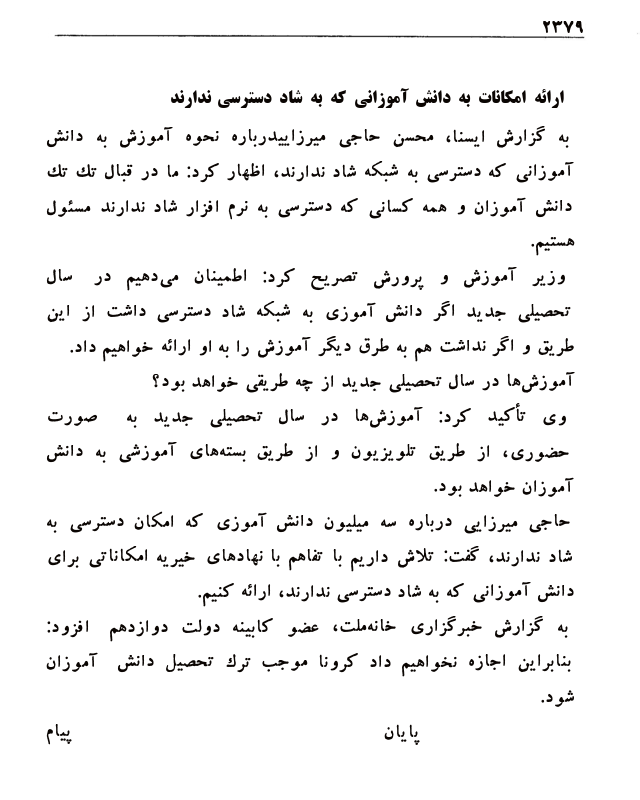 ۲۳۷۹
ارائه امکانات به دانش آموزانی که به شاد دسترسی ندارند
به گزارش ایسنا، محسن حاجی میرزاییدرباره نحوه آموزش به دانش
آموزانی که دسترسی به شبکه شاد ندارند، اظهار کرد: ما در قبال تك تك
دانش آموزان و همه کسانی که دسترسی به نرم افزار شاد ندارند مسئول
هستیم.
وزیر آموزش و پرورش تصریح کرد: اطمینان می‌دهیم در سال
تحصیلی جدید اگر دانش آموزی به شبکه شاد دسترسی داشت از این
طریق و اگر نداشت هم به طرق دیگر آموزش را به او ارائه خواهیم داد.
آموزش‌ها در سال تحصیلی جدید از چه طریقی خواهد بود؟
وی تأکید کرد: آموزش‌ها در سال تحصیلی جدید به صورت
حضوری، از طریق تلویزیون و از طریق بسته‌های آموزشی به دانش
آموزان خواهد بود.
حاجی میرزایی درباره سه میلیون دانش آموزی که امکان دسترسی به
شاد ندارند، گفت: تلاش داریم با تفاهم با نهادهای خیریه امکاناتی برای
دانش آموزانی که به شاد دسترسی ندارند، ارائه کنیم.
به گزارش خبرگزاری خانه‌ملت، عضو کابینه دولت دوازدهم افزود:
بنابراین اجازه نخواهیم داد کرونا موجب ترك تحصیل دانش آموزان
شود.
پایان پیام